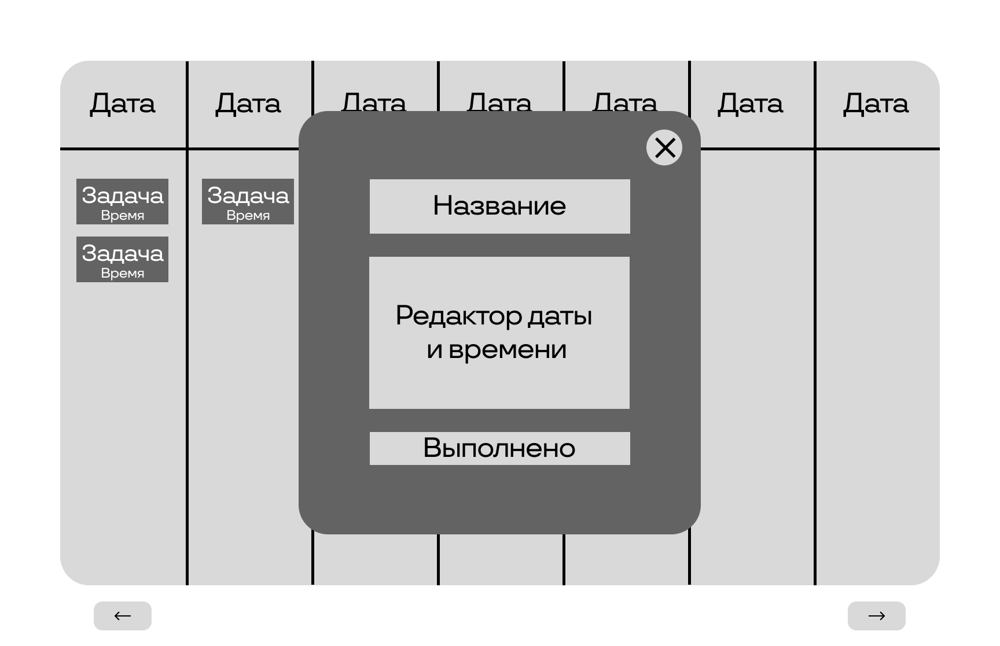 Дата
Дата
Дата
Дата
Дата
Дата
Дата
Задача
Время
Задача
Время
Задача
Время
Название
Редактор даты
и времени
Выполнено